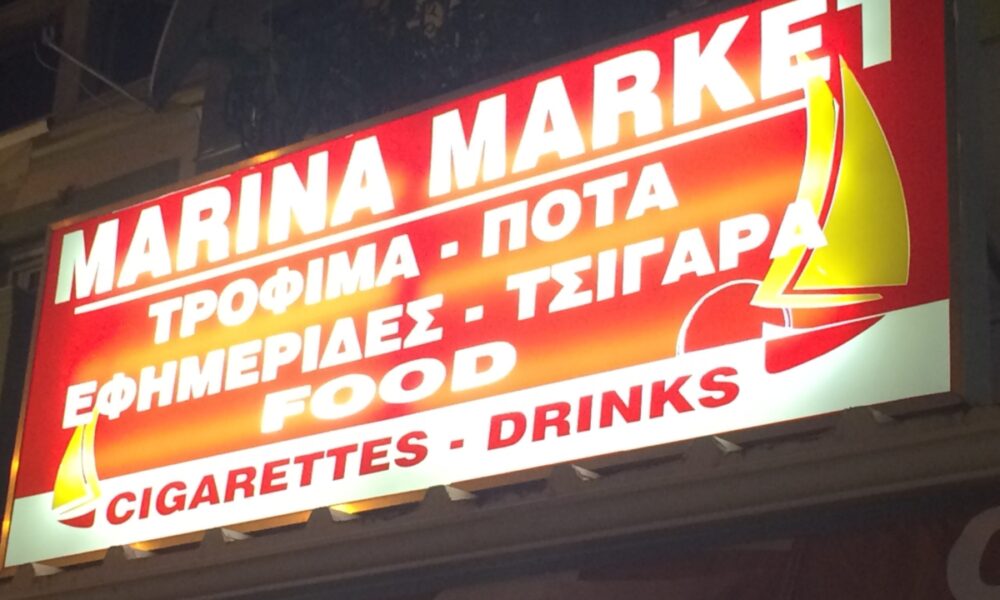 MARINA MARKET
ΤΡΟΦΙΜΑ - ΠΟΤΑ
ΕΦΗΜΕΡΙΔΕΣ - ΤΣΙΓΑΡΑ
FOOD
CIGARETTES - DRINKS